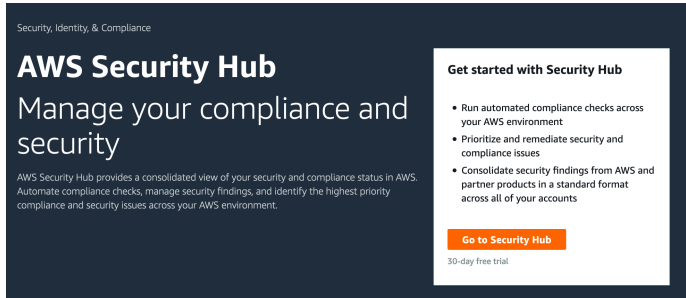 Security, Identity, & Compliance
AWS Security Hub
Manage your compliance and
security
AWS Security Hub provides a consolidated view of your security and compliance status in AWS.
Automate compliance checks, manage security findings, and identify the highest priority
compliance and security issues across your AWS environment.
Get started with Security Hub
• Run automated compliance checks across
your AWS environment
• Prioritize and remediate security and
compliance issues
• Consolidate security findings from AWS and
partner products in a standard format
across all of your accounts
Go to Security Hub
30-day free trial